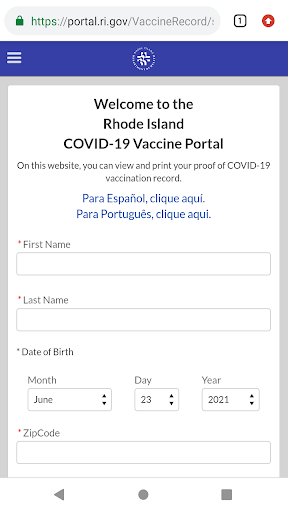 https://portal.ri.gov/VaccineRecord/
1
Welcome to the
Rhode Island
COVID-19 Vaccine Portal
On this website, you can view and print your proof of COVID-19
vaccination record.
Para Español, clique aquí.
Para Português, clique aqui.
* First Name
* Last Name
* Date of Birth
Month Day Year
June 23 2021
* ZipCode